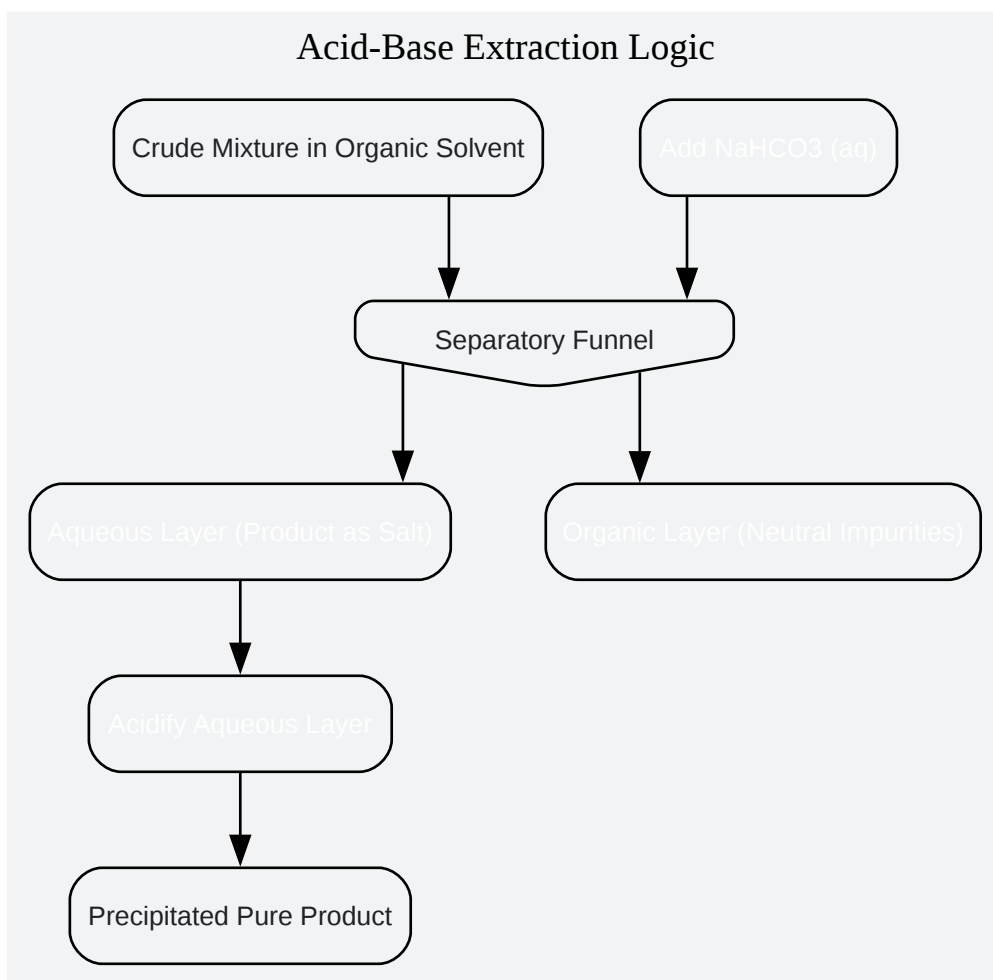 Acid-Base Extraction Logic
Crude Mixture in Organic Solvent
Add NaHCO3 (aq)
Separatory Funnel
Aqueous Layer (Product as Salt)
Organic Layer (Neutral Impurities)
Acidify Aqueous Layer
Precipitated Pure Product